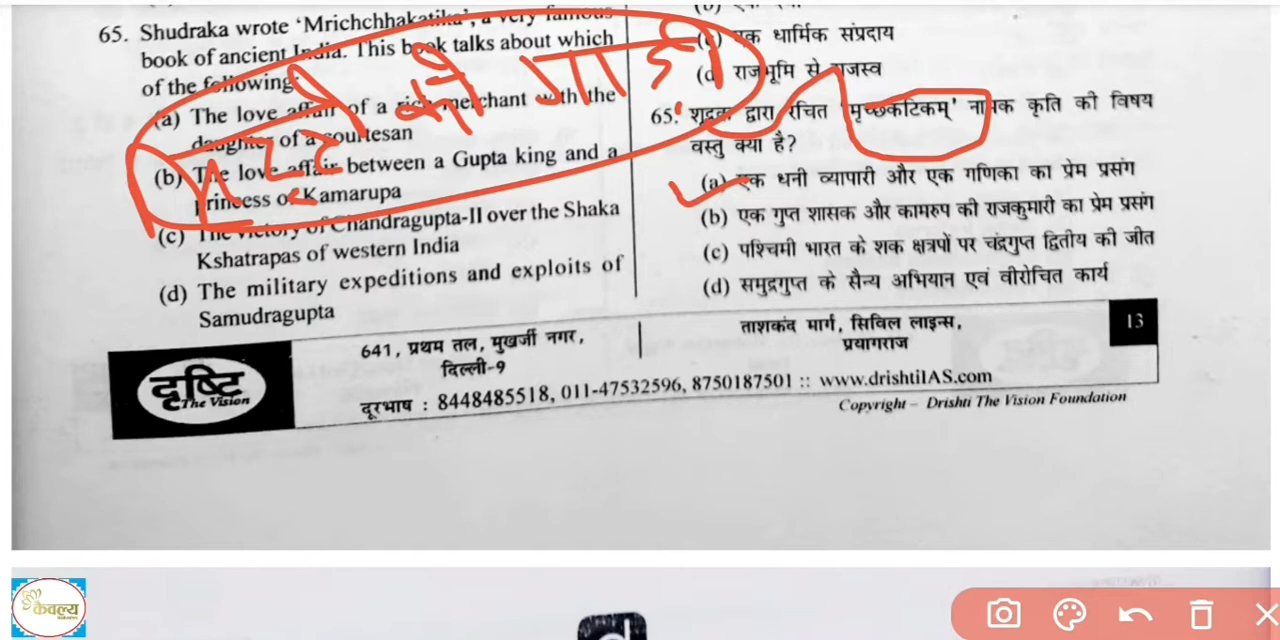 65. Shudraka wrote 'Mrichchhakatika', a very famous
book of ancient India. This book talks about which
of the following
(a) The love affair of a rich merchant with the
daughter of a courtesan
(b) The love affair between a Gupta king and a
princess of Kamarupa
(c) The victory of Chandragupta-II over the Shaka
Kshatrapas of western India
(d) The military expeditions and exploits of
Samudragupta
(c) एक धार्मिक संप्रदाय
(d) राजभूमि से राजस्व
65. शूद्रक द्वारा रचित 'मृच्छकटिकम्' नामक कृति की विषय
वस्तु क्या है?
(a) एक धनी व्यापारी और एक गणिका का प्रेम प्रसंग
(b) एक गुप्त शासक और कामरुप की राजकुमारी का प्रेम प्रसंग
(c) पश्चिमी भारत के शक क्षत्रपों पर चंद्रगुप्त द्वितीय की जीत
(d) समुद्रगुप्त के सैन्य अभियान एवं वीरोचित कार्य
दृष्टि
The Vision
641, प्रथम तल, मुखर्जी नगर,
दिल्ली-9
ताशकंद मार्ग, सिविल लाइन्स,
प्रयागराज
13
दूरभाष : 8448485518, 011-47532596, 8750187501 :: www.drishtiIAS.com
Copyright – Drishti The Vision Foundation
कैवल्य